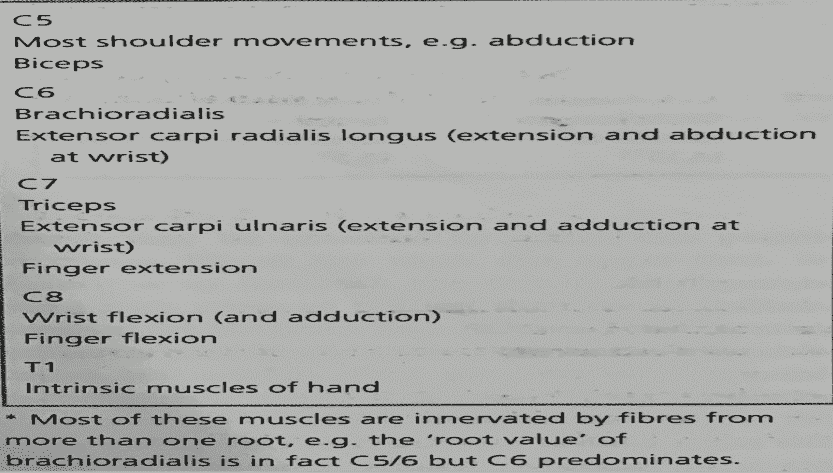 C5
Most shoulder movements, e.g. abduction
Biceps
C6
Brachioradialis
Extensor carpi radialis longus (extension and abduction
at wrist)
C7
Triceps
Extensor carpi ulnaris (extension and adduction at
wrist)
Finger extension
C8
Wrist flexion (and adduction)
Finger flexion
T1
Intrinsic muscles of hand
* Most of these muscles are innervated by fibres from
more than one root, e.g. the ‘root value’ of
brachioradialis is in fact C5/6 but C6 predominates.